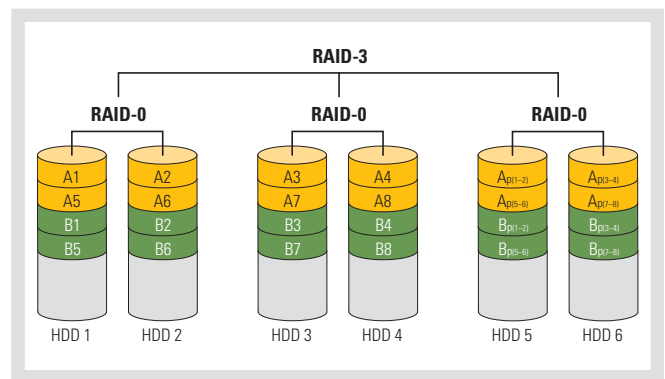 RAID-3
RAID-0 RAID-0 RAID-0
A1 A2 A3 A4 Ap(1–2) Ap(3–4)
A5 A6 A7 A8 Ap(5–6) Ap(7–8)
B1 B2 B3 B4 Bp(1–2) Bp(3–4)
B5 B6 B7 B8 Bp(5–6) Bp(7–8)
HDD 1 HDD 2 HDD 3 HDD 4 HDD 5 HDD 6